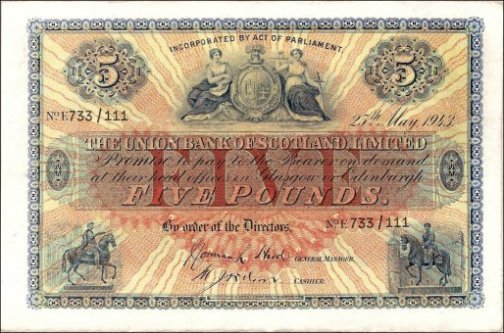 INCORPORATED BY ACT OF PARLIAMENT.
5 5
No E 733/111 25th May 1943
THE UNION BANK OF SCOTLAND, LIMITED
Promise to pay to the Bearer on demand
at their head offices in Glasgow or Edinburgh
FIVE POUNDS.
By order of the Directors. No E 733/111
GENERAL MANAGER.
CASHIER.